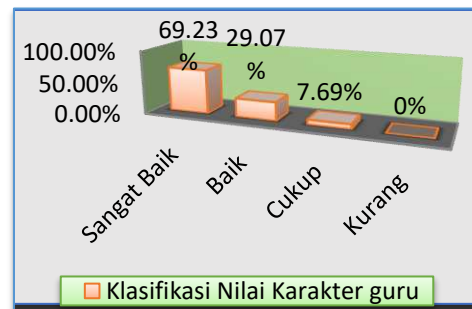 69.23
%
29.07
%
7.69%
0%
100.00%
50.00%
0.00%
Sangat Baik
Baik
Cukup
Kurang
Klasifikasi Nilai Karakter guru